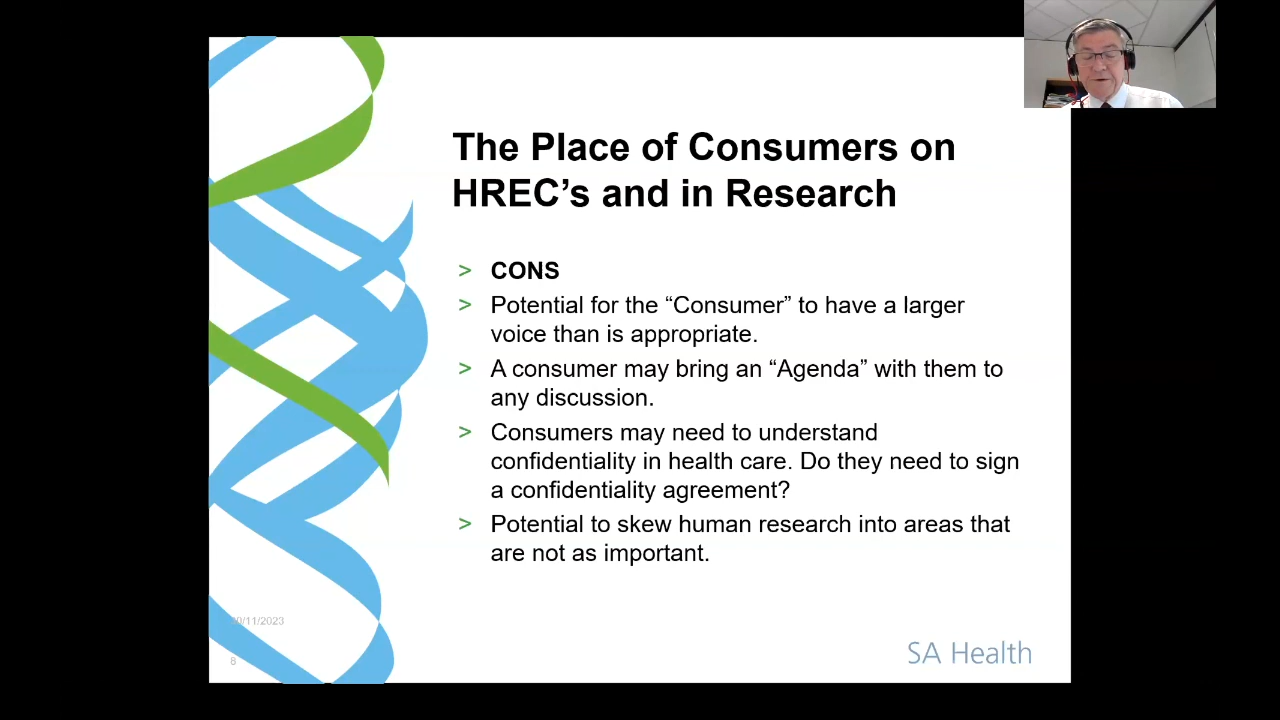 The Place of Consumers on
HREC’s and in Research
> CONS
> Potential for the “Consumer” to have a larger
voice than is appropriate.
> A consumer may bring an “Agenda” with them to
any discussion.
> Consumers may need to understand
confidentiality in health care. Do they need to sign
a confidentiality agreement?
> Potential to skew human research into areas that
are not as important.
/11/2023
8
SA Health